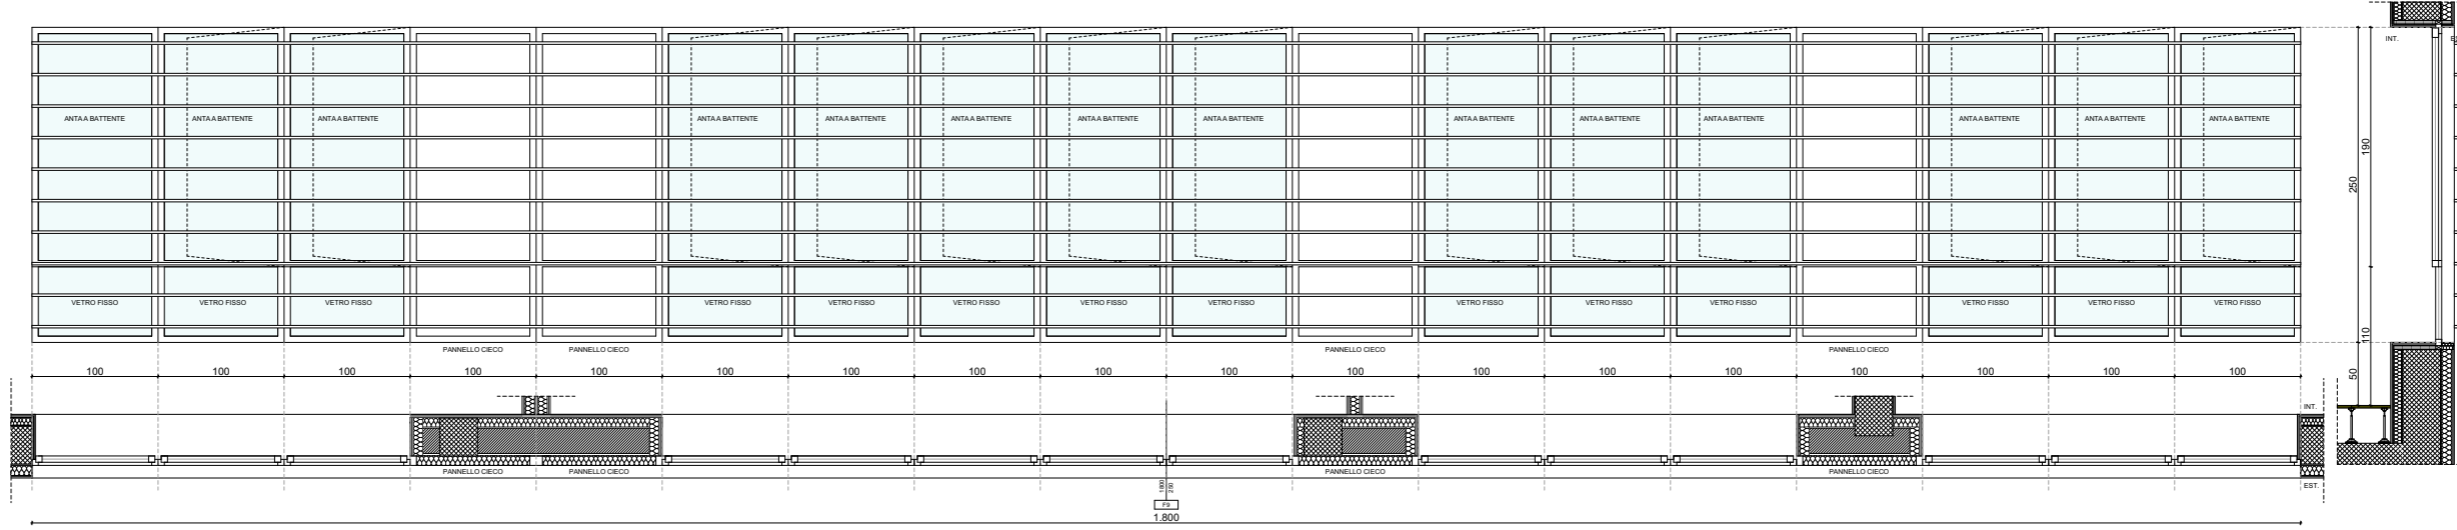 INT.
ES
ANTA A BATTENTE ANTA A BATTENTE ANTA A BATTENTE ANTA A BATTENTE ANTA A BATTENTE ANTA A BATTENTE ANTA A BATTENTE ANTA A BATTENTE ANTA A BATTENTE ANTA A BATTENTE ANTA A BATTENTE ANTA A BATTENTE ANTA A BATTENTE ANTA A BATTENTE
190
250
VETRO FISSO VETRO FISSO VETRO FISSO VETRO FISSO VETRO FISSO VETRO FISSO VETRO FISSO VETRO FISSO VETRO FISSO VETRO FISSO VETRO FISSO VETRO FISSO VETRO FISSO VETRO FISSO
110
PANNELLO CIECO PANNELLO CIECO PANNELLO CIECO PANNELLO CIECO
100 100 100 100 100 100 100 100 100 100 100 100 100 100 100 100 100 100
50
INT.
PANNELLO CIECO PANNELLO CIECO PANNELLO CIECO PANNELLO CIECO
EST.
1800
250
F9
1.800